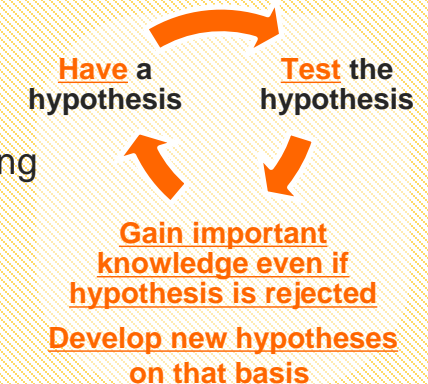 Have a
hypothesis
Test the
hypothesis
ng
Gain important
knowledge even if
hypothesis is rejected
Develop new hypotheses
on that basis